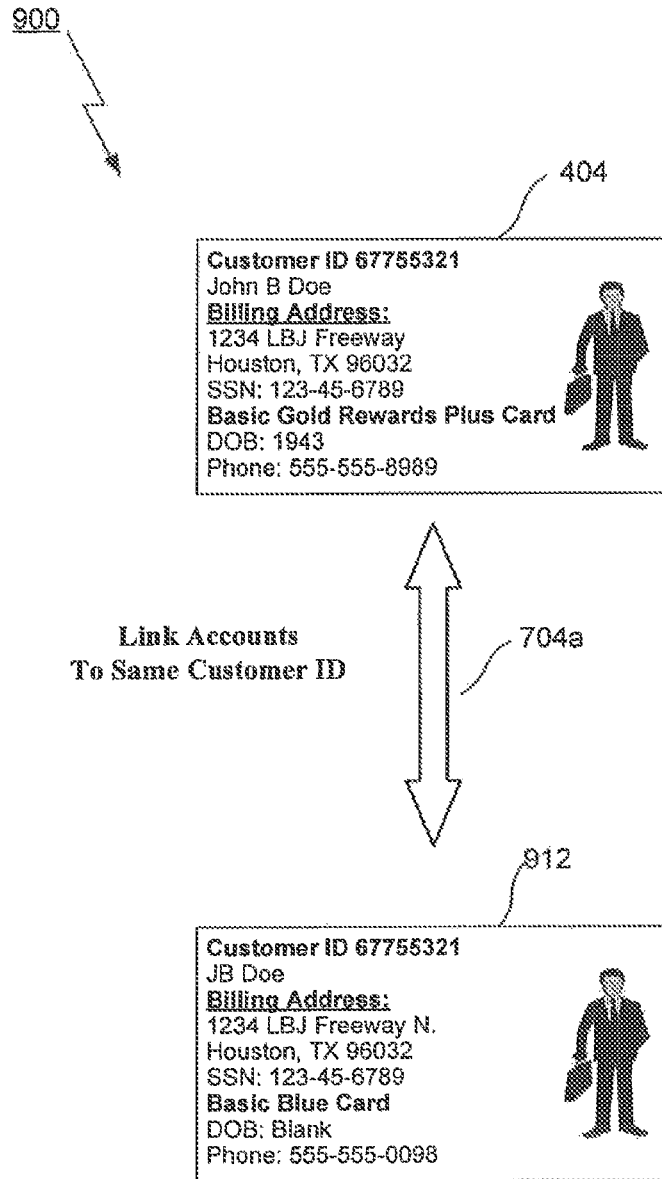 900
404
Customer ID 67755321
John B Doe
Billing Address:
1234 LBJ Freeway
Houston, TX 96032
SSN: 123-45-6789
Basic Gold Rewards Plus Card
DOB: 1943
Phone: 555-555-8989
Link Accounts
To Same Customer ID
704a
912
Customer ID 67755321
JB Doe
Billing Address:
1234 LBJ Freeway N.
Houston, TX 96032
SSN: 123-45-6789
Basic Blue Card
DOB: Blank
Phone: 555-555-0098